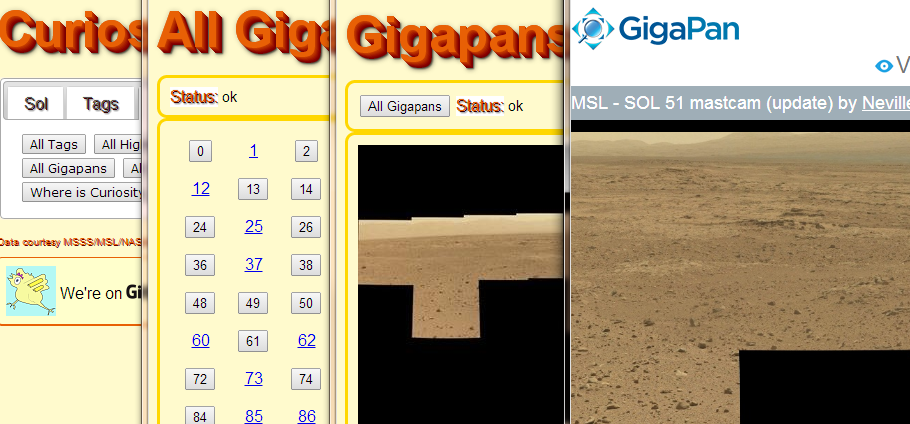 Curios
Sol Tags
All Tags All Hig
All Gigapans Al
Where is Curiosity
Data courtesy MSSS/MSL/NAS
We're on Gi
All Giga
Status: ok
0 1 2
12 13 14
24 25 26
36 37 38
48 49 50
60 61 62
72 73 74
84 85 86
Gigapans
All Gigapans Status: ok
GigaPan
V
MSL - SOL 51 mastcam (update) by Neville